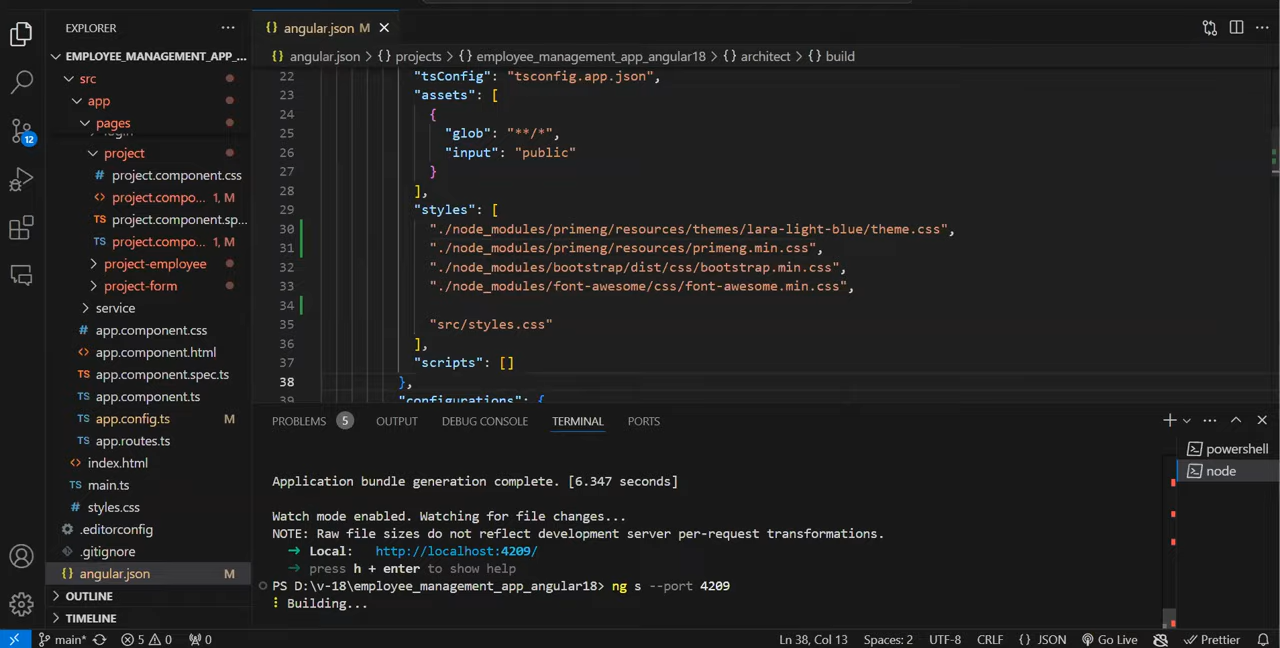 EXPLORER
EMPLOYEE_MANAGEMENT_APP_...
src
app
pages
project
project.component.css
project.compo... 1, M
project.component.sp...
project.compo... 1, M
project-employee
project-form
service
app.component.css
app.component.html
app.component.spec.ts
app.component.ts
app.config.ts M
app.routes.ts
index.html
main.ts
styles.css
.editorconfig
.gitignore
angular.json M
OUTLINE
TIMELINE
12
{} angular.json M
{} angular.json > {} projects > {} employee_management_app_angular18 > {} architect > {} build
22 "tsConfig": "tsconfig.app.json",
23 "assets": [
24 {
25 "glob": "**/*",
26 "input": "public"
27 }
28 ],
29 "styles": [
30 "./node_modules/primeng/resources/themes/lara-light-blue/theme.css",
31 "./node_modules/primeng/resources/primeng.min.css",
32 "./node_modules/bootstrap/dist/css/bootstrap.min.css",
33 "./node_modules/font-awesome/css/font-awesome.min.css",
34
35 "src/styles.css"
36 ],
37 "scripts": []
38 },
39 "configurations": {
PROBLEMS 5 OUTPUT DEBUG CONSOLE TERMINAL PORTS
powershell
node
Application bundle generation complete. [6.347 seconds]
Watch mode enabled. Watching for file changes...
NOTE: Raw file sizes do not reflect development server per-request transformations.
➜ Local: http://localhost:4209/
➜ press h + enter to show help
PS D:\v-18\employee_management_app_angular18> ng s --port 4209
Building...
main* 5 0 0 Ln 38, Col 13 Spaces: 2 UTF-8 CRLF {} JSON Go Live Prettier